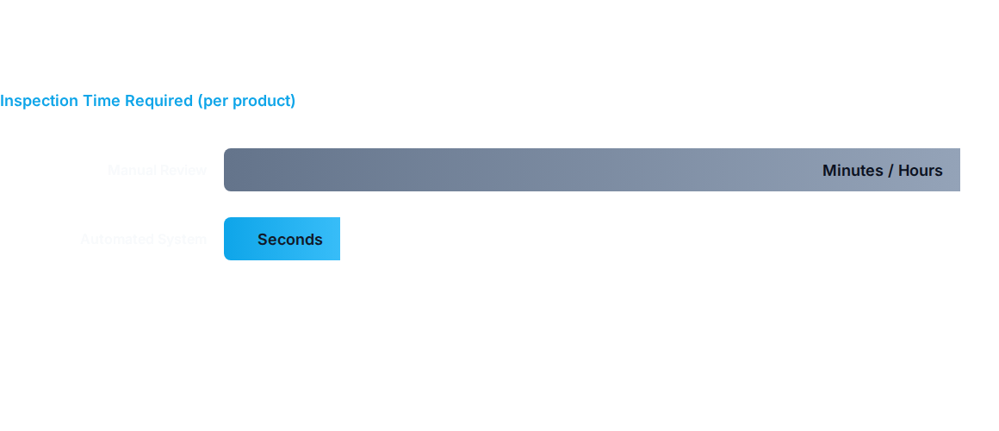 Inspection Time Required (per product)
Manual Review
Minutes / Hours
Automated System
Seconds